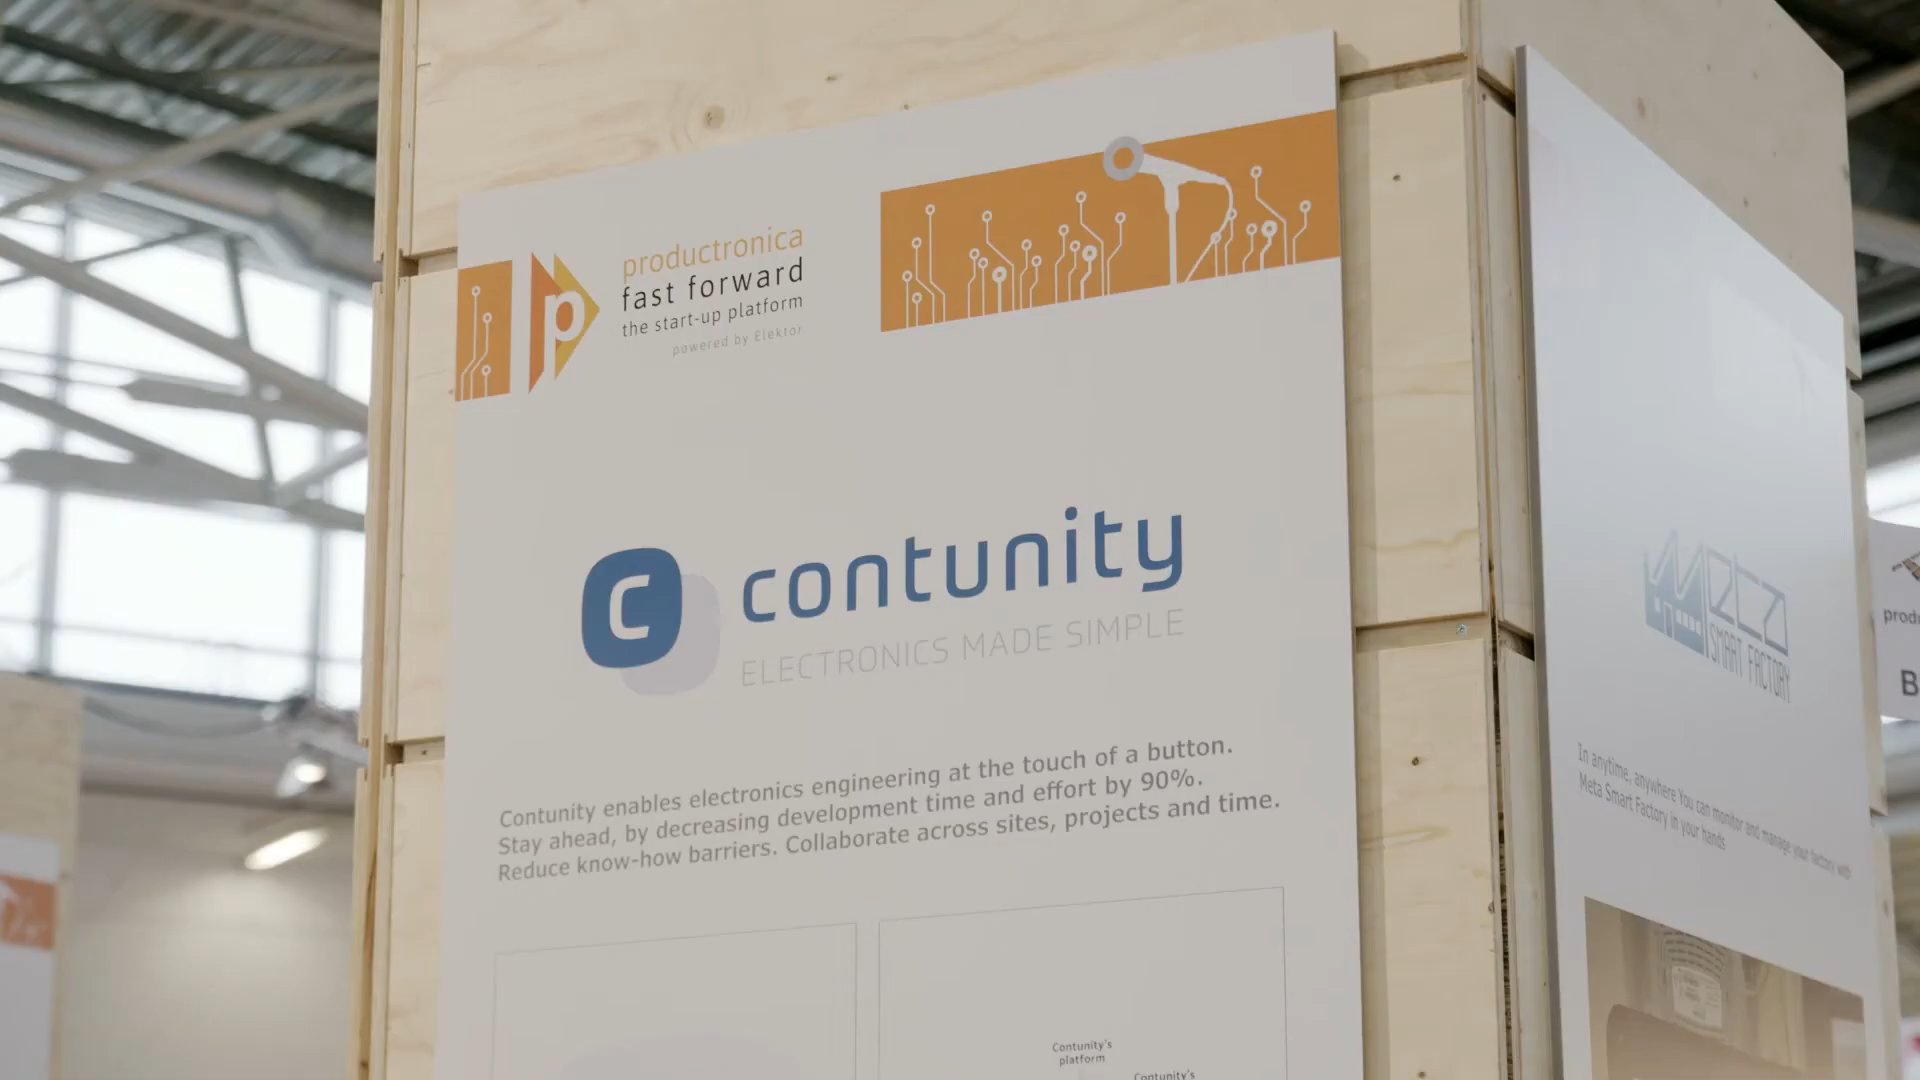 productronica
fast forward
the start-up platform
powered by Elektor
p
c contunity
ELECTRONICS MADE SIMPLE
Contunity enables electronics engineering at the touch of a button.
Stay ahead, by decreasing development time and effort by 90%.
Reduce know-how barriers. Collaborate across sites, projects and time.
Contunity's
platform
Contunity's
Meta
SMART FACTORY
In anytime, anywhere You can monitor and manage your factory with
Meta Smart Factory in your hands
prod
B